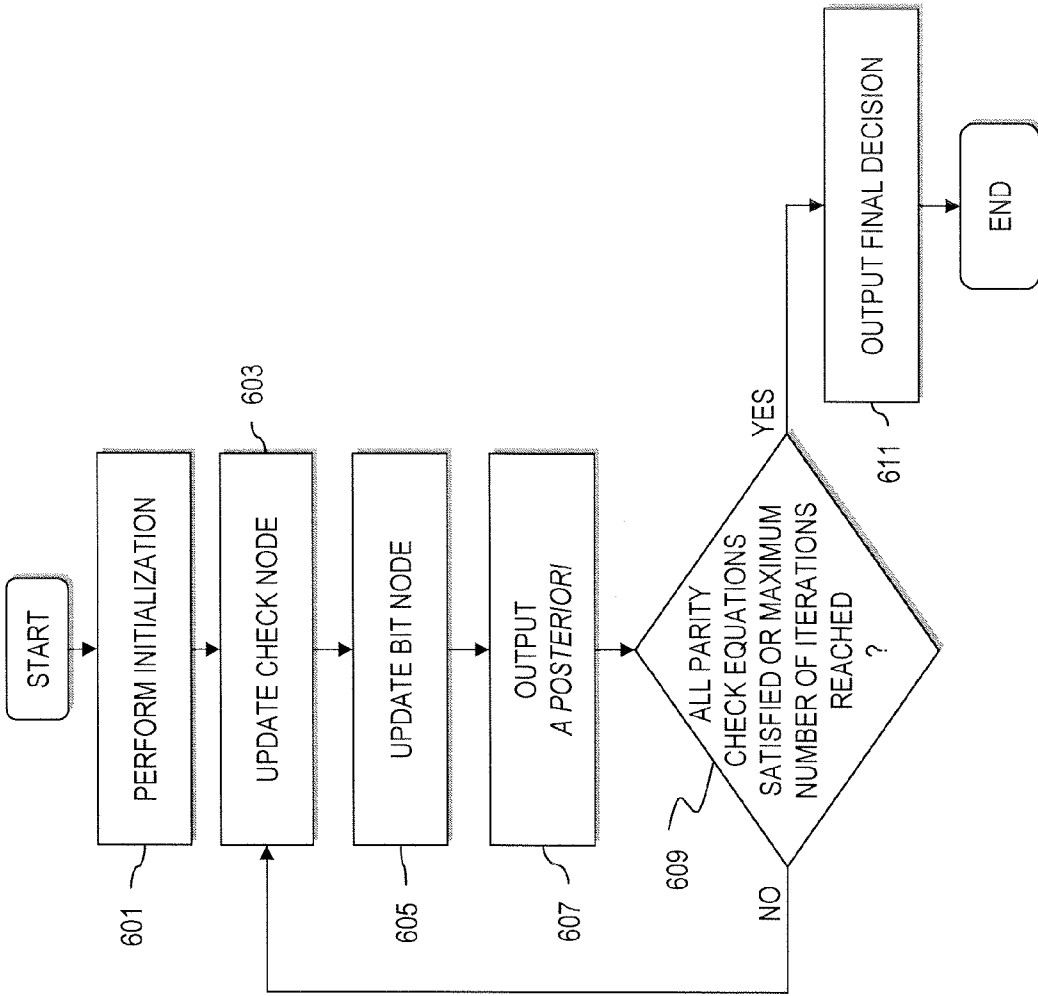 START
PERFORM INITIALIZATION
601
UPDATE CHECK NODE
603
UPDATE BIT NODE
605
OUTPUT
A POSTERIORI
607
ALL PARITY
CHECK EQUATIONS
SATISFIED OR MAXIMUM
NUMBER OF ITERATIONS
REACHED
?
609
NO
YES
OUTPUT FINAL DECISION
611
END